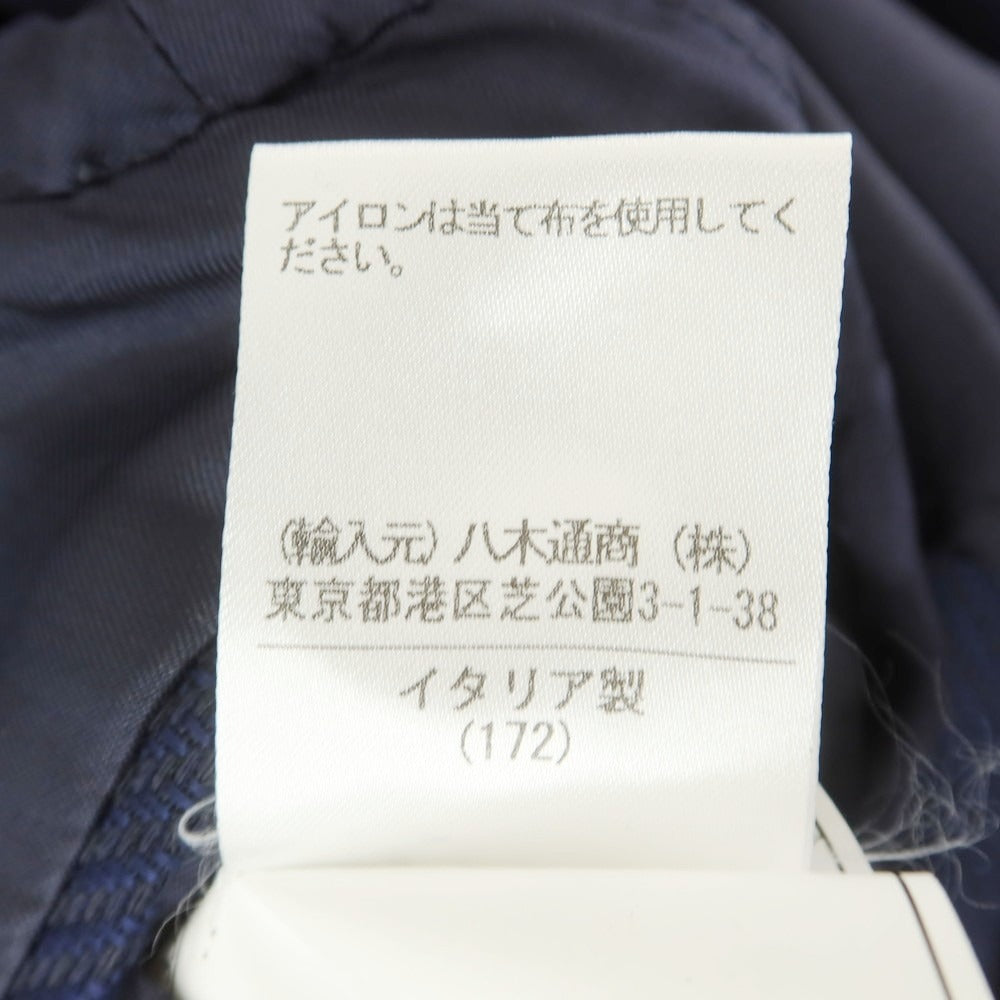 アイロンは当て布を使用してく
ださい。
(輸入元) 八木通商 (株)
東京都港区芝公園3-1-38
イタリア製
(172)